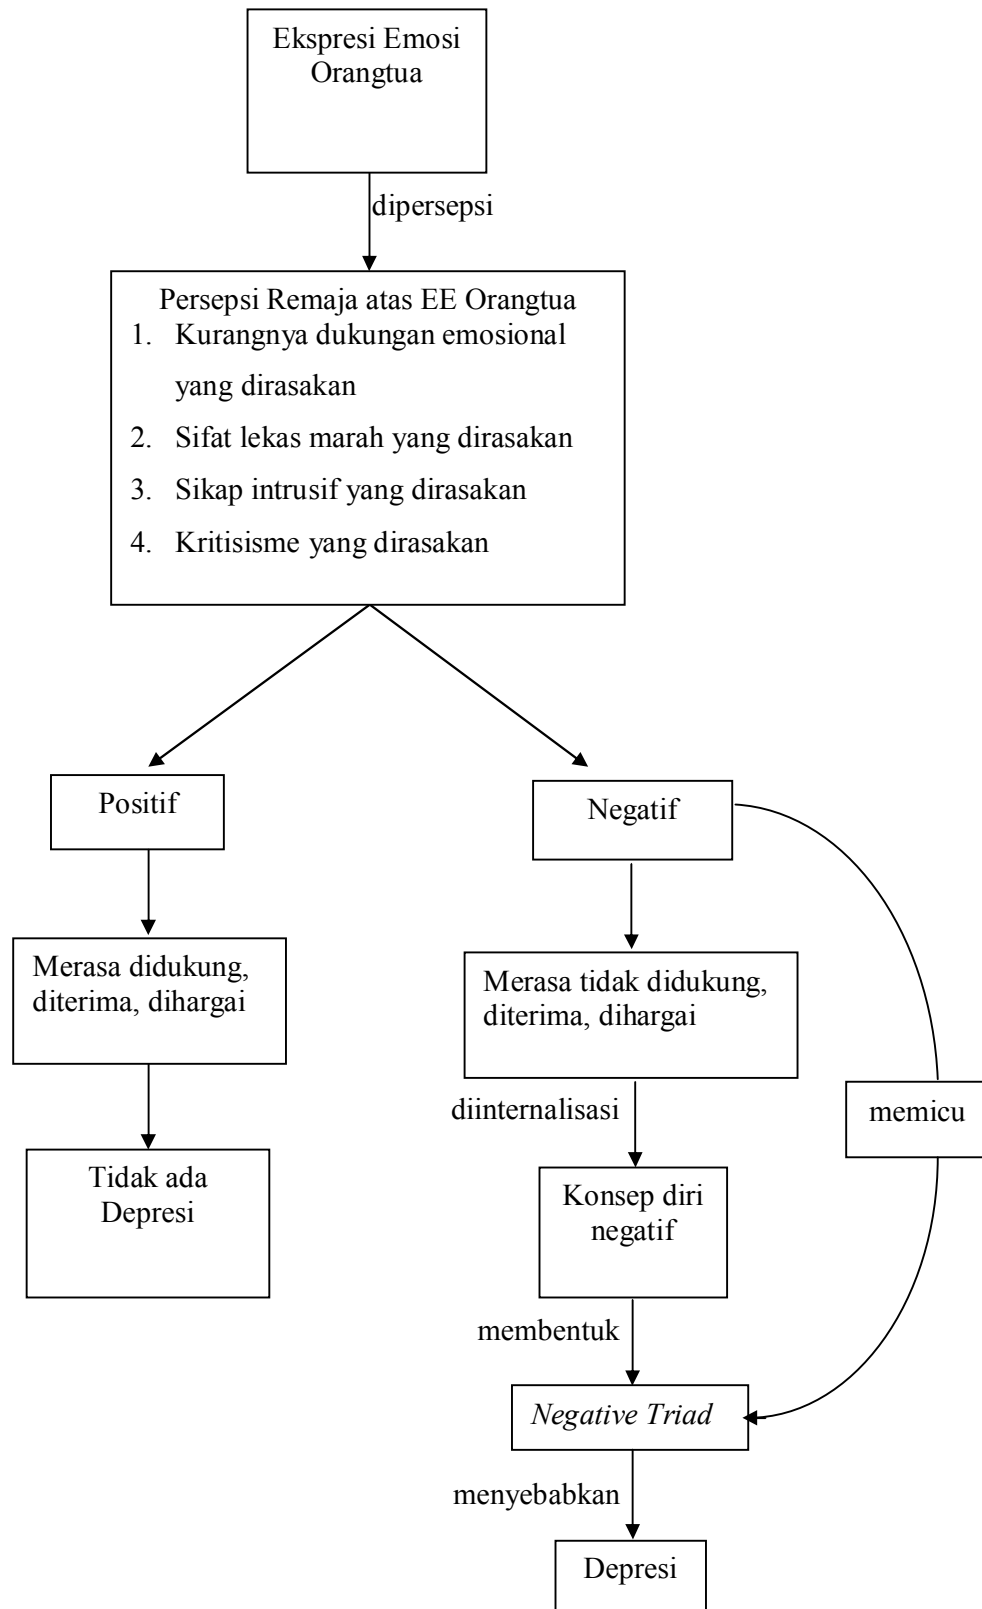 Ekspresi Emosi
Orangtua
dipersepsi
Persepsi Remaja atas EE Orangtua
1. Kurangnya dukungan emosional
yang dirasakan
2. Sifat lekas marah yang dirasakan
3. Sikap intrusif yang dirasakan
4. Kritisisme yang dirasakan
Positif
Negatif
Merasa didukung,
diterima, dihargai
Merasa tidak didukung,
diterima, dihargai
diinternalisasi
memicu
Tidak ada
Depresi
Konsep diri
negatif
membentuk
Negative Triad
menyebabkan
Depresi